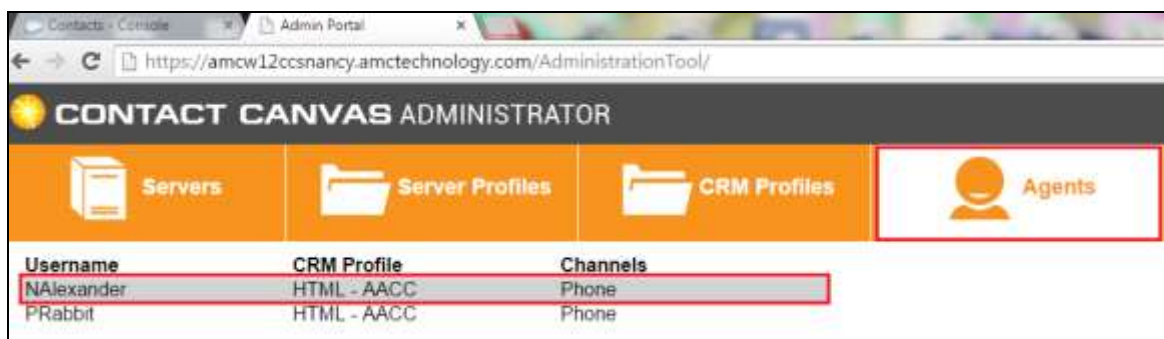 Contacts - Console Admin Portal
https://amcw12ccsnancy.amctechnology.com/AdministrationTool/
CONTACT CANVAS ADMINISTRATOR
Servers Server Profiles CRM Profiles Agents
Username CRM Profile Channels
NAlexander HTML - AACC Phone
PRabbit HTML - AACC Phone